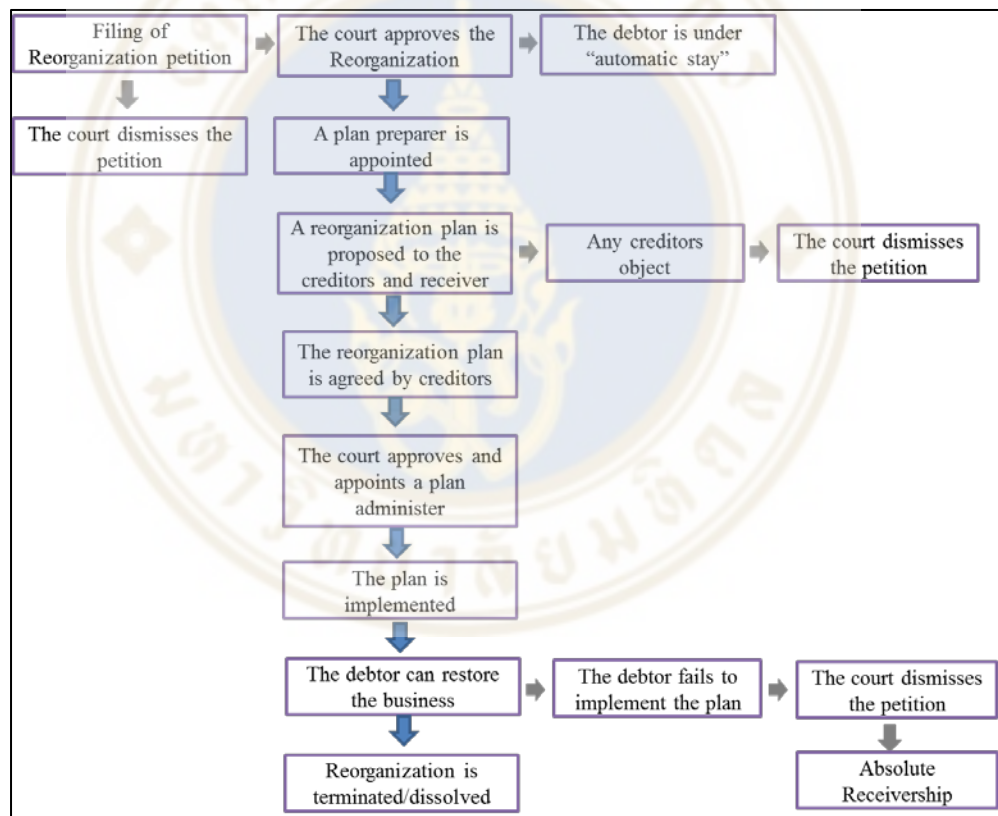 Filing of
Reorganization petition
The court approves the
Reorganization
The debtor is under
“automatic stay”
The court dismisses the
petition
A plan preparer is
appointed
A reorganization plan is
proposed to the
creditors and receiver
Any creditors
object
The court dismisses
the petition
The reorganization plan
is agreed by creditors
The court approves and
appoints a plan
administer
The plan is
implemented
The debtor can restore
the business
The debtor fails to
implement the plan
The court dismisses
the petition
Reorganization is
terminated/dissolved
Absolute
Receivership